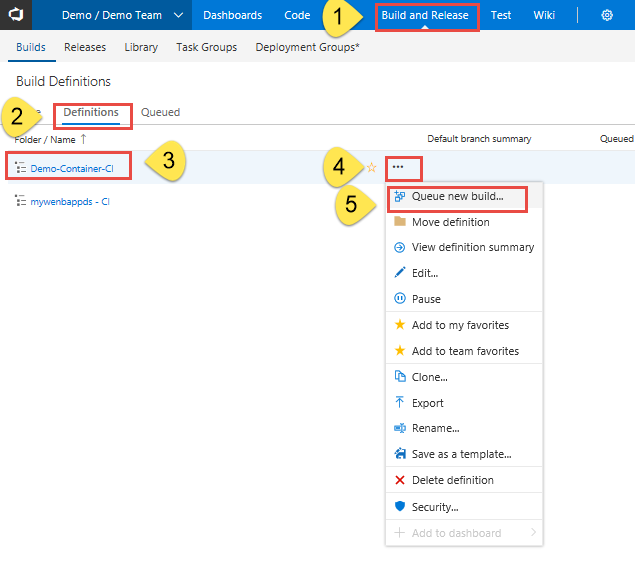 Demo / Demo Team Dashboards Code 1 Build and Release Test Wiki
Builds Releases Library Task Groups Deployment Groups*
Build Definitions
2 Definitions Queued
Folder / Name ↑ Default branch summary Queued
Demo-Container-CI 3 4 ...
5 Queue new build...
mywenbappds - CI
Move definition
View definition summary
Edit...
Pause
Add to my favorites
Add to team favorites
Clone...
Export
Rename...
Save as a template...
Delete definition
Security...
Add to dashboard